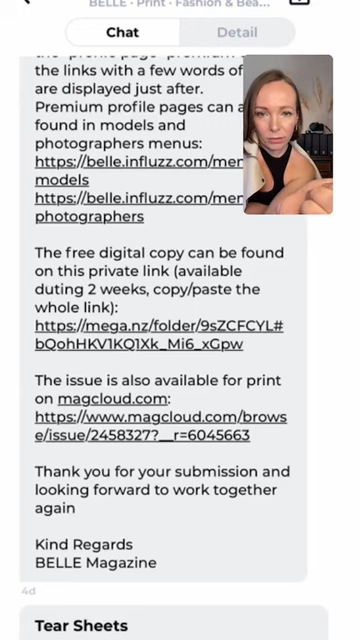 BELLE • Print • Fashion & Bea...
Chat
Detail
the links with a few words of
are displayed just after.
Premium profile pages can a
found in models and
photographers menus:
https://belle.influzz.com/men
models
https://belle.influzz.com/men
photographers
The free digital copy can be found
on this private link (available
duting 2 weeks, copy/paste the
whole link):
https://mega.nz/folder/9sZCFCYL#
bQohHKV1KQ1Xk_Mi6_xGpw
The issue is also available for print
on magcloud.com:
https://www.magcloud.com/brows
e/issue/2458327?__r=6045663
Thank you for your submission and
looking forward to work together
again
Kind Regards
BELLE Magazine
4d
Tear Sheets